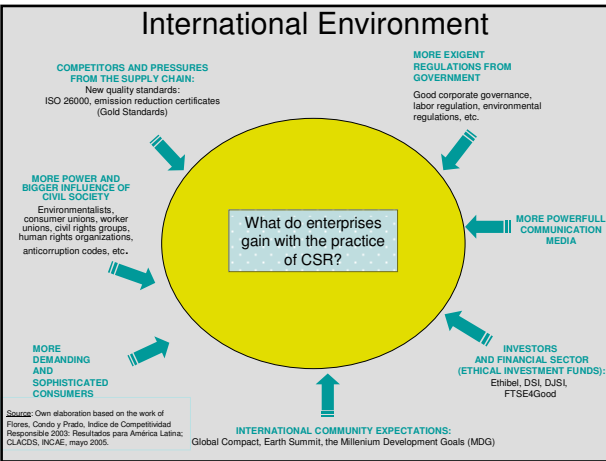 International Environment
COMPETITORS AND PRESSURES
FROM THE SUPPLY CHAIN:
New quality standards:
ISO 26000, emission reduction certificates
(Gold Standards)
MORE EXIGENT
REGULATIONS FROM
GOVERNMENT
Good corporate governance,
labor regulation, environmental
regulations, etc.
MORE POWER AND
BIGGER INFLUENCE OF
CIVIL SOCIETY
Environmentalists,
consumer unions, worker
unions, civil rights groups,
human rights organizations,
anticorruption codes, etc.
What do enterprises
gain with the practice
of CSR?
MORE POWERFULL
COMMUNICATION
MEDIA
MORE
DEMANDING
AND
SOPHISTICATED
CONSUMERS
INVESTORS
AND FINANCIAL SECTOR
(ETHICAL INVESTMENT FUNDS):
Ethibel, DSI, DJSI,
FTSE4Good
INTERNATIONAL COMMUNITY EXPECTATIONS:
Global Compact, Earth Summit, the Millenium Development Goals (MDG)
Source: Own elaboration based on the work of
Flores, Condo y Prado, Indice de Competitividad
Responsible 2003: Resultados para América Latina;
CLACDS, INCAE, mayo 2005.